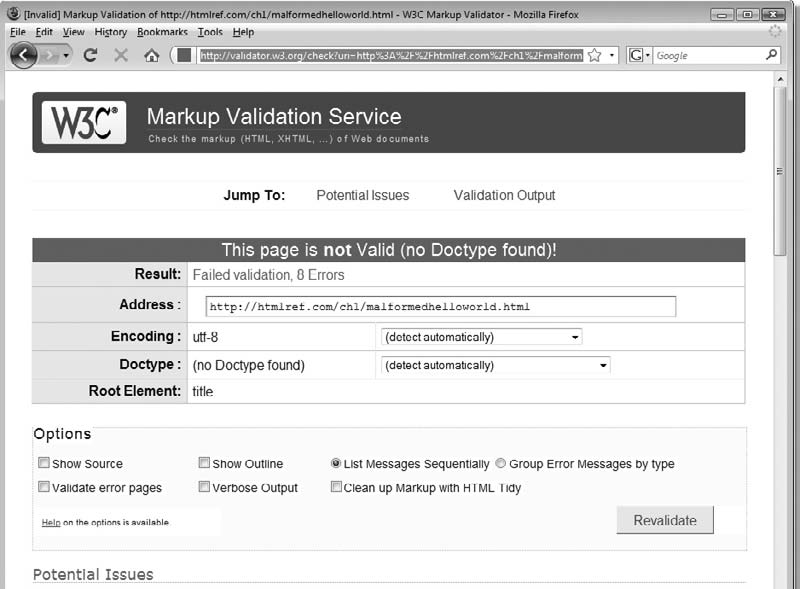 [Invalid] Markup Validation of http://htmlref.com/ch1/malformedhelloworld.html - W3C Markup Validator - Mozilla Firefox
File Edit View History Bookmarks Tools Help
http://validator.w3.org/check?uri=http%3A%2F%2Fhtmlref.com%2Fch1%2Fmalform
Google
W3C® Markup Validation Service
Check the markup (HTML, XHTML, ...) of Web documents
Jump To: Potential Issues Validation Output
This page is not Valid (no Doctype found)!
Result: Failed validation, 8 Errors
Address : http://htmlref.com/ch1/malformedhelloworld.html
Encoding : utf-8 (detect automatically)
Doctype : (no Doctype found) (detect automatically)
Root Element: title
Options
Show Source Show Outline List Messages Sequentially Group Error Messages by type
Validate error pages Verbose Output Clean up Markup with HTML Tidy
Help on the options is available.
Revalidate
Potential Issues